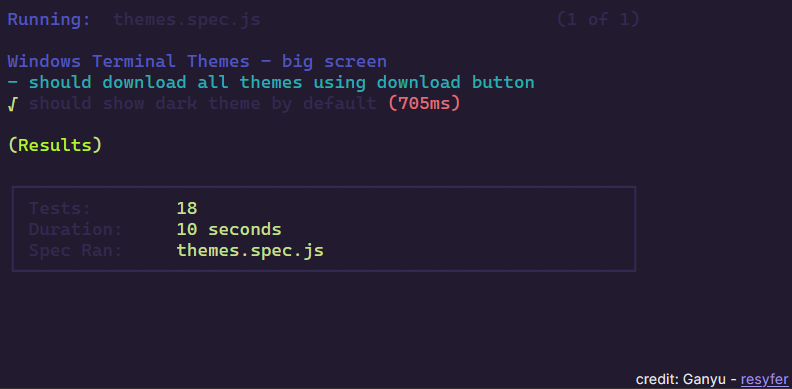 Running:  themes.spec.js  (1 of 1)
Windows Terminal Themes - big screen
- should download all themes using download button
√ should show dark theme by default (705ms)
(Results)
Tests: 18
Duration: 10 seconds
Spec Ran: themes.spec.js
credit: Ganyu - resyfer